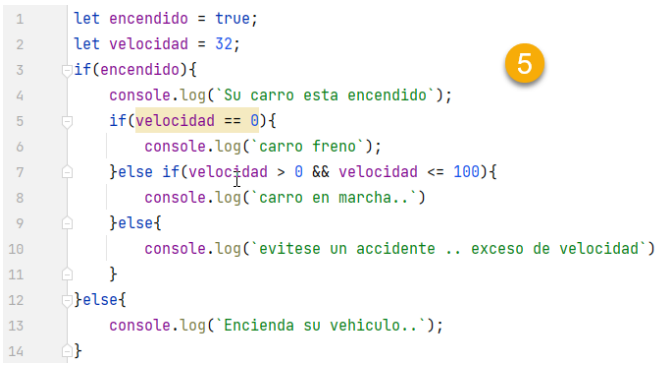 1 let encendido = true;
2 let velocidad = 32;
3 if(encendido){
4     console.log(`Su carro esta encendido`);
5     if(velocidad == 0){
6         console.log(`carro freno`);
7     }else if(velocidad > 0 && velocidad <= 100){
8         console.log(`carro en marcha..`)
9     }else{
10         console.log(`evitese un accidente .. exceso de velocidad`)
11     }
12 }else{
13     console.log(`Encienda su vehiculo..`);
14 }
5